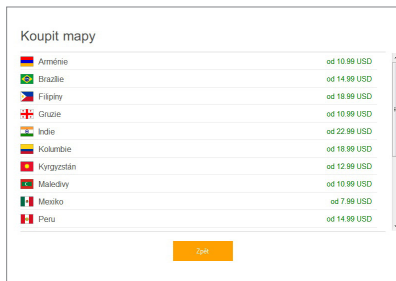 Koupit mapy
Arménie od 10.99 USD
Brazílie od 14.99 USD
Filipíny od 18.99 USD
Gruzie od 10.99 USD
Indie od 22.99 USD
Kolumbie od 18.99 USD
Kyrgyzstán od 12.99 USD
Maledivy od 10.99 USD
Mexiko od 7.99 USD
Peru od 14.99 USD
Zpět